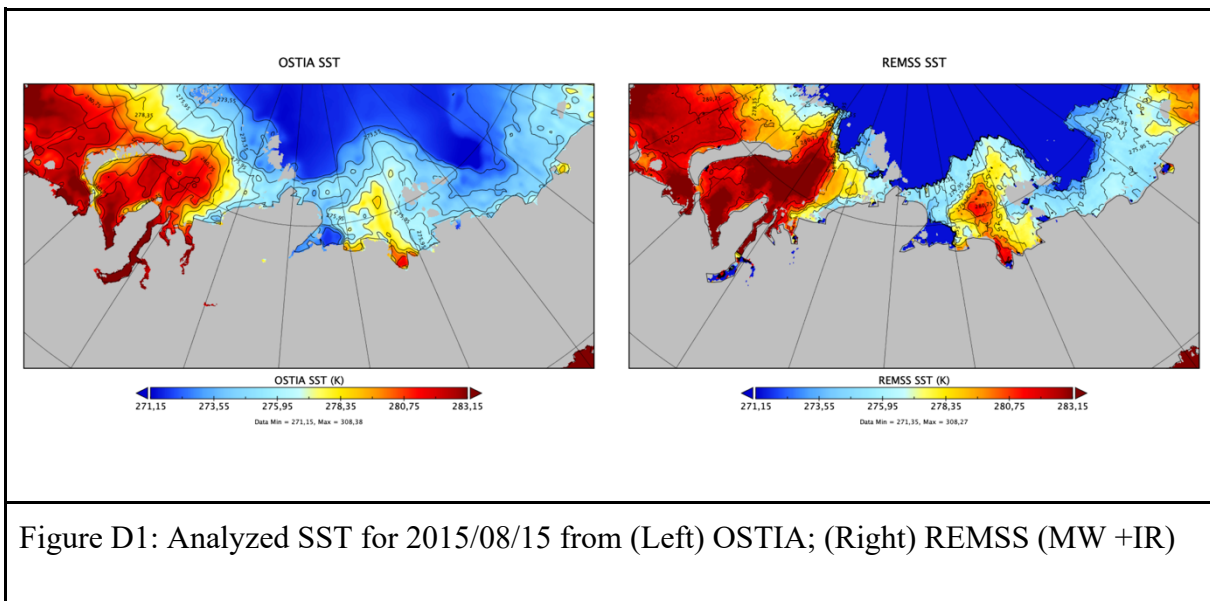 OSTIA SST
REMSS SST
OSTIA SST (K)
271,15 273,55 275,95 278,35 280,75 283,15
Data Min = 271,15, Max = 308,38
REMSS SST (K)
271,15 273,55 275,95 278,35 280,75 283,15
Data Min = 271,35, Max = 308,27
Figure D1: Analyzed SST for 2015/08/15 from (Left) OSTIA; (Right) REMSS (MW +IR)